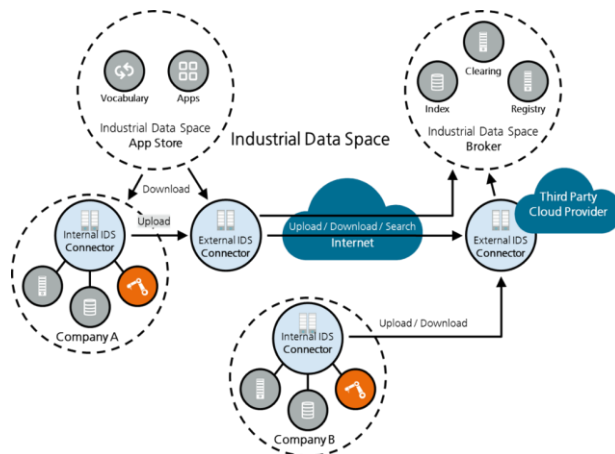 Vocabulary
Apps
Industrial Data Space
App Store
Industrial Data Space
Clearing
Index
Registry
Industrial Data Space
Broker
Download
Internal IDS
Connector
Upload
External IDS
Connector
Upload / Download / Search
Internet
External IDS
Connector
Third Party
Cloud Provider
Company A
Internal IDS
Connector
Upload / Download
Company B